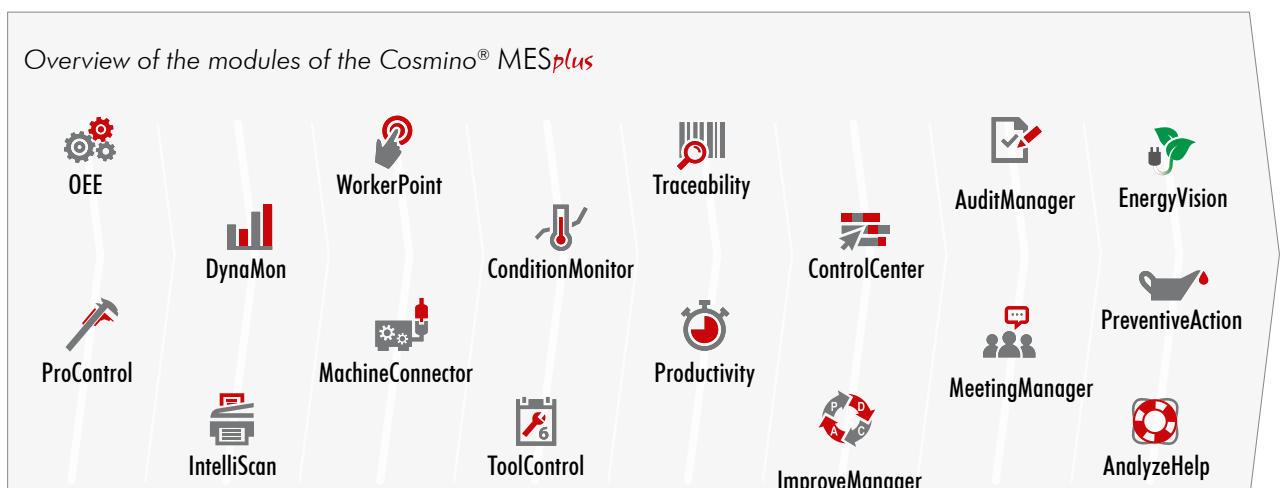 Overview of the modules of the Cosmino® MESplus
OEE
WorkerPoint
Traceability
AuditManager
EnergyVision
DynaMon
ConditionMonitor
ControlCenter
PreventiveAction
ProControl
MachineConnector
Productivity
MeetingManager
6
P
D
A
C
IntelliScan
ToolControl
ImproveManager
AnalyzeHelp